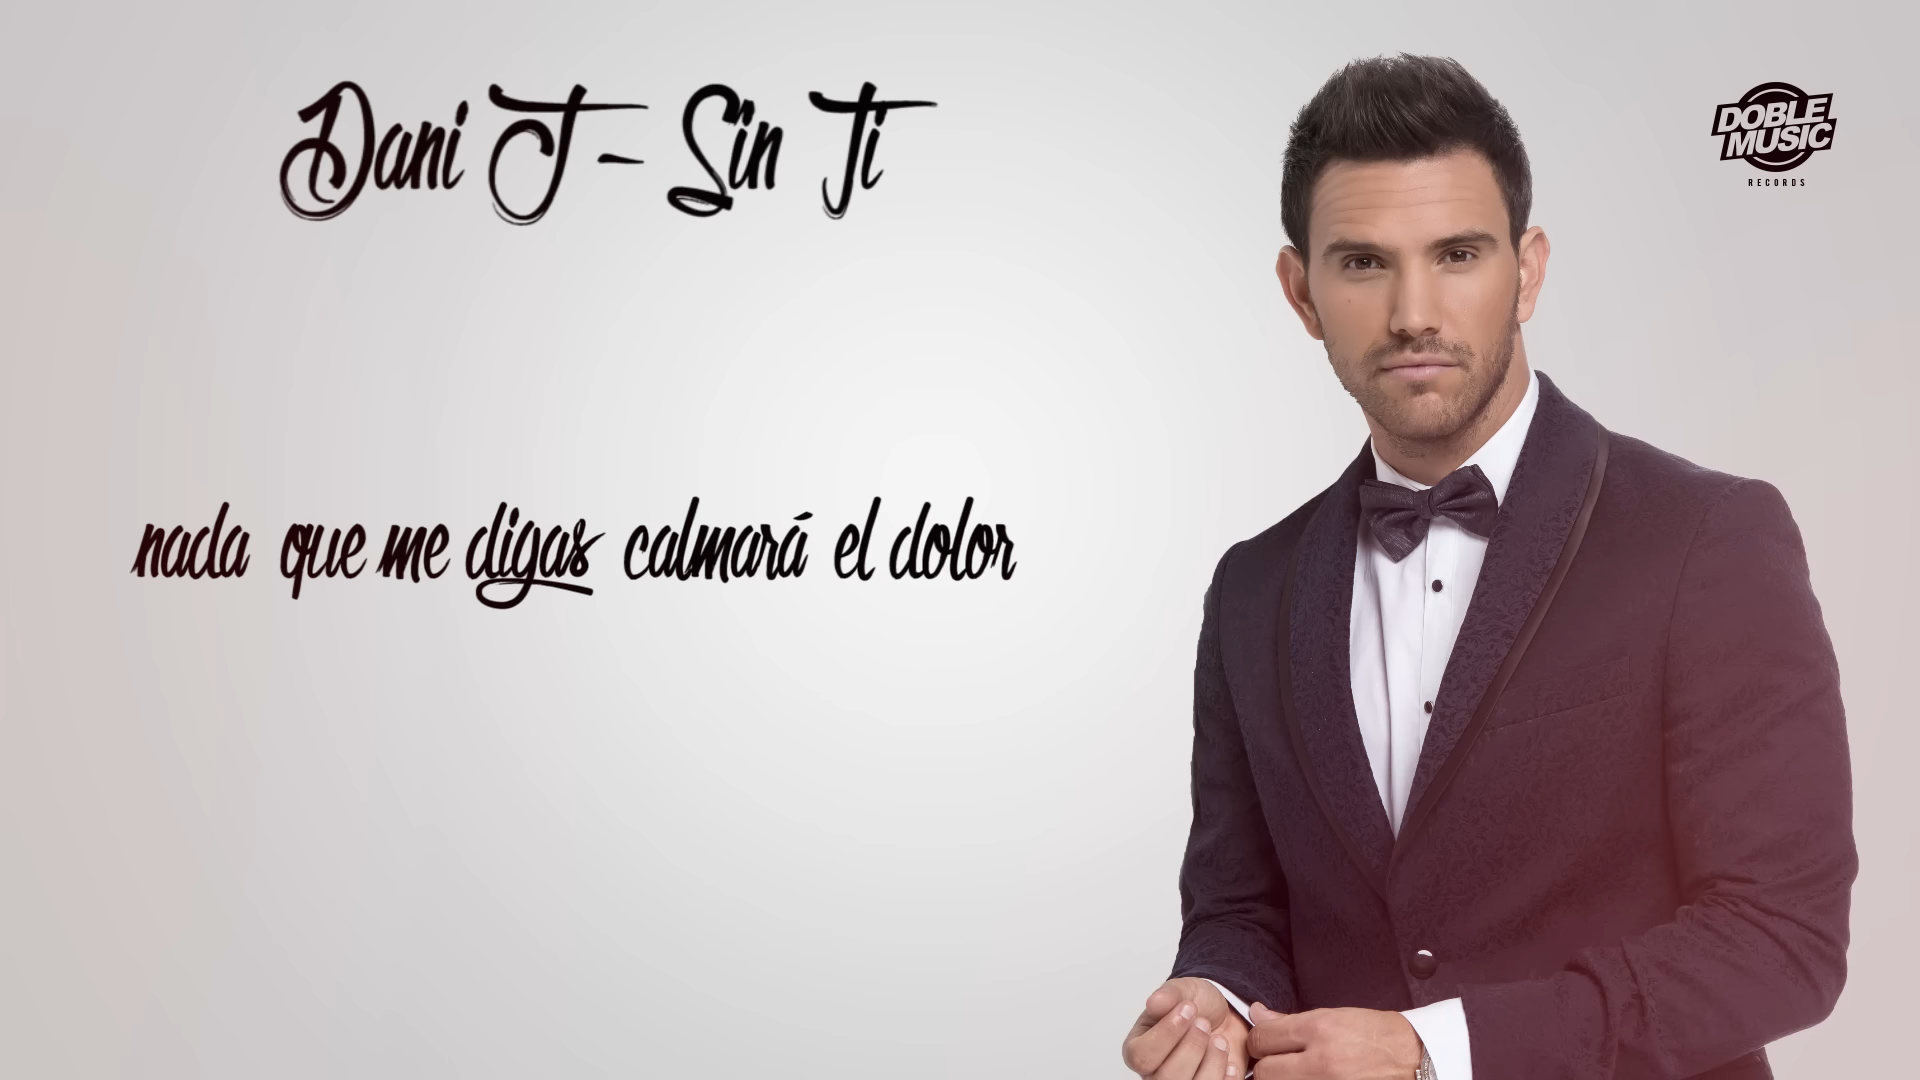 Dani J - Sin Ti
DOBLE
MUSIC
RECORDS
nada que me digas calmará el dolor